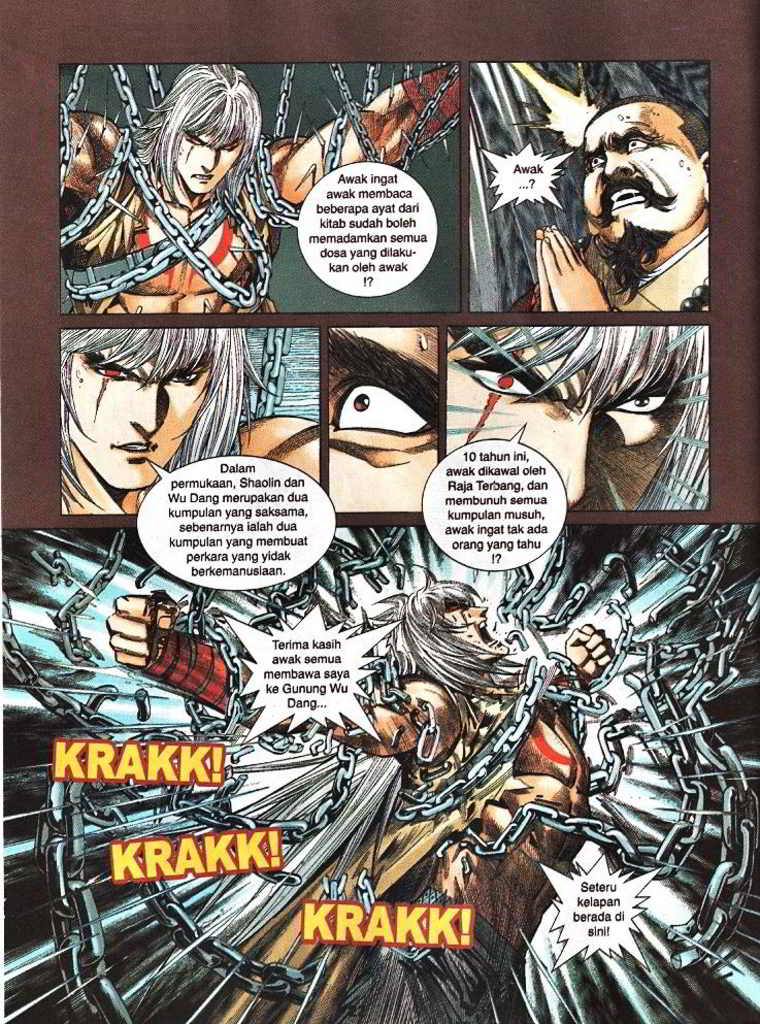 Awak ingat
awak membaca
beberapa ayat dari
kitab sudah boleh
memadamkan semua
dosa yang dilaku-
kan oleh awak
!?
Awak
...?
Dalam
permukaan, Shaolin dan
Wu Dang merupakan dua
kumpulan yang saksama,
sebenarnya ialah dua
kumpulan yang membuat
perkara yang yidak
berkemanusiaan.
10 tahun ini,
awak dikawal oleh
Raja Terbang, dan
membunuh semua
kumpulan musuh,
awak ingat tak ada
orang yang tahu
!?
Terima kasih
awak semua
membawa saya
ke Gunung Wu
Dang...
KRAKK!
KRAKK!
KRAKK!
Seteru
kelapan
berada di
sini!